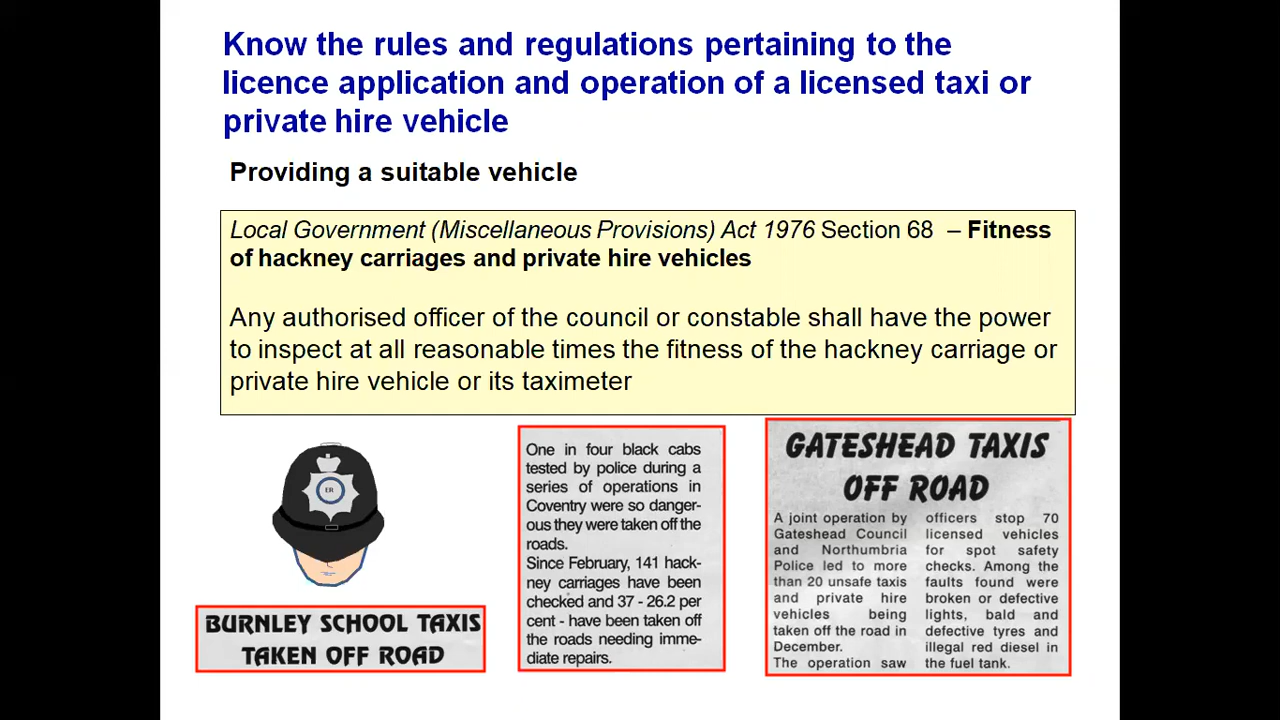 Know the rules and regulations pertaining to the
licence application and operation of a licensed taxi or
private hire vehicle
Providing a suitable vehicle
Local Government (Miscellaneous Provisions) Act 1976 Section 68 – Fitness
of hackney carriages and private hire vehicles
Any authorised officer of the council or constable shall have the power
to inspect at all reasonable times the fitness of the hackney carriage or
private hire vehicle or its taximeter
ER
BURNLEY SCHOOL TAXIS
TAKEN OFF ROAD
One in four black cabs
tested by police during a
series of operations in
Coventry were so danger-
ous they were taken off the
roads.
Since February, 141 hack-
ney carriages have been
checked and 37 - 26.2 per
cent - have been taken off
the roads needing imme-
diate repairs.
GATESHEAD TAXIS
OFF ROAD
A joint operation by
Gateshead Council
and Northumbria
Police led to more
than 20 unsafe taxis
and private hire
vehicles being
taken off the road in
December.
The operation saw
officers stop 70
licensed vehicles
for spot safety
checks. Among the
faults found were
broken or defective
lights, bald and
defective tyres and
illegal red diesel in
the fuel tank.